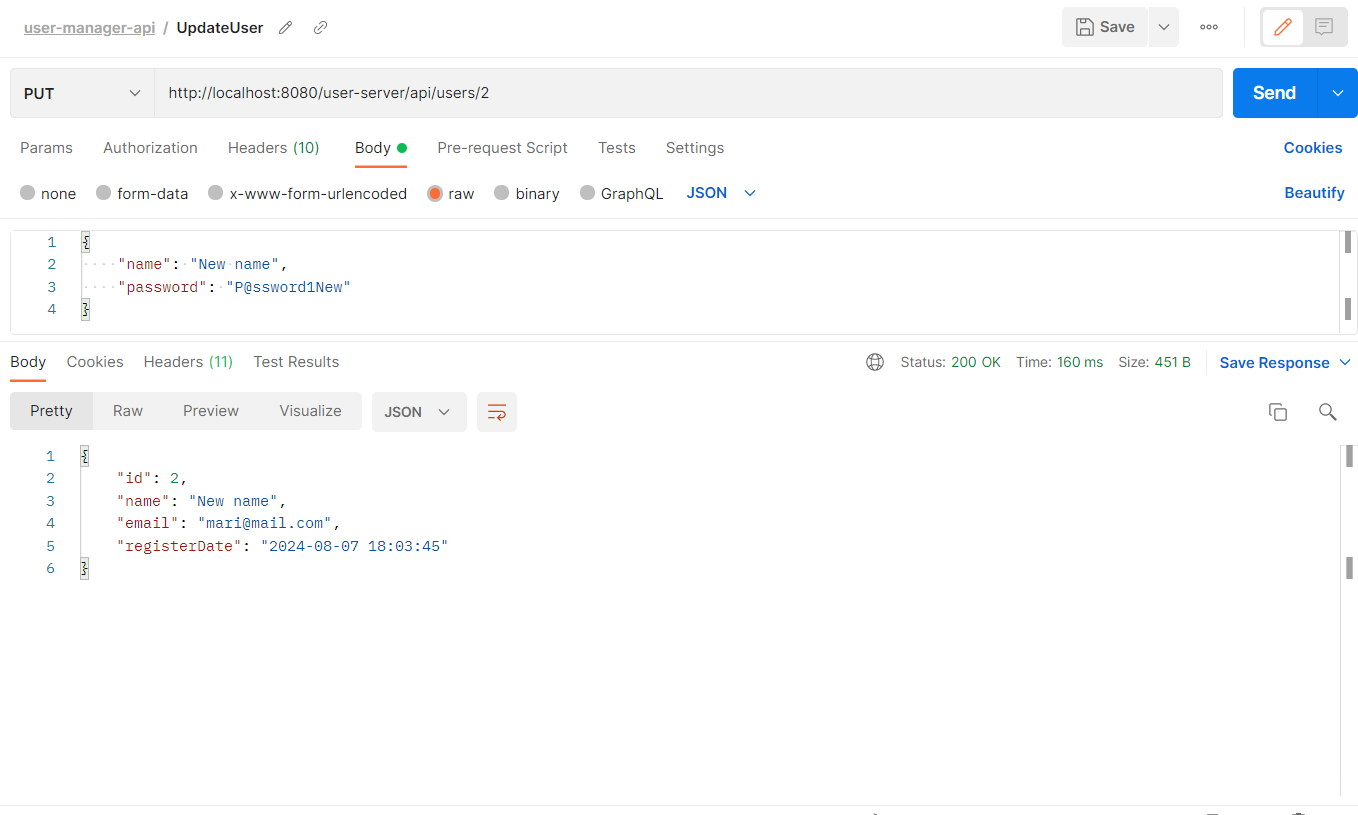 user-manager-api / UpdateUser
Save
PUT
http://localhost:8080/user-server/api/users/2
Send
Params Authorization Headers (10) Body Pre-request Script Tests Settings Cookies
none form-data x-www-form-urlencoded raw binary GraphQL JSON Beautify
1 {
2 "name": "New name",
3 "password": "P@ssword1New"
4 }
Body Cookies Headers (11) Test Results Status: 200 OK Time: 160 ms Size: 451 B Save Response
Pretty Raw Preview Visualize JSON
1 {
2 "id": 2,
3 "name": "New name",
4 "email": "mari@mail.com",
5 "registerDate": "2024-08-07 18:03:45"
6 }